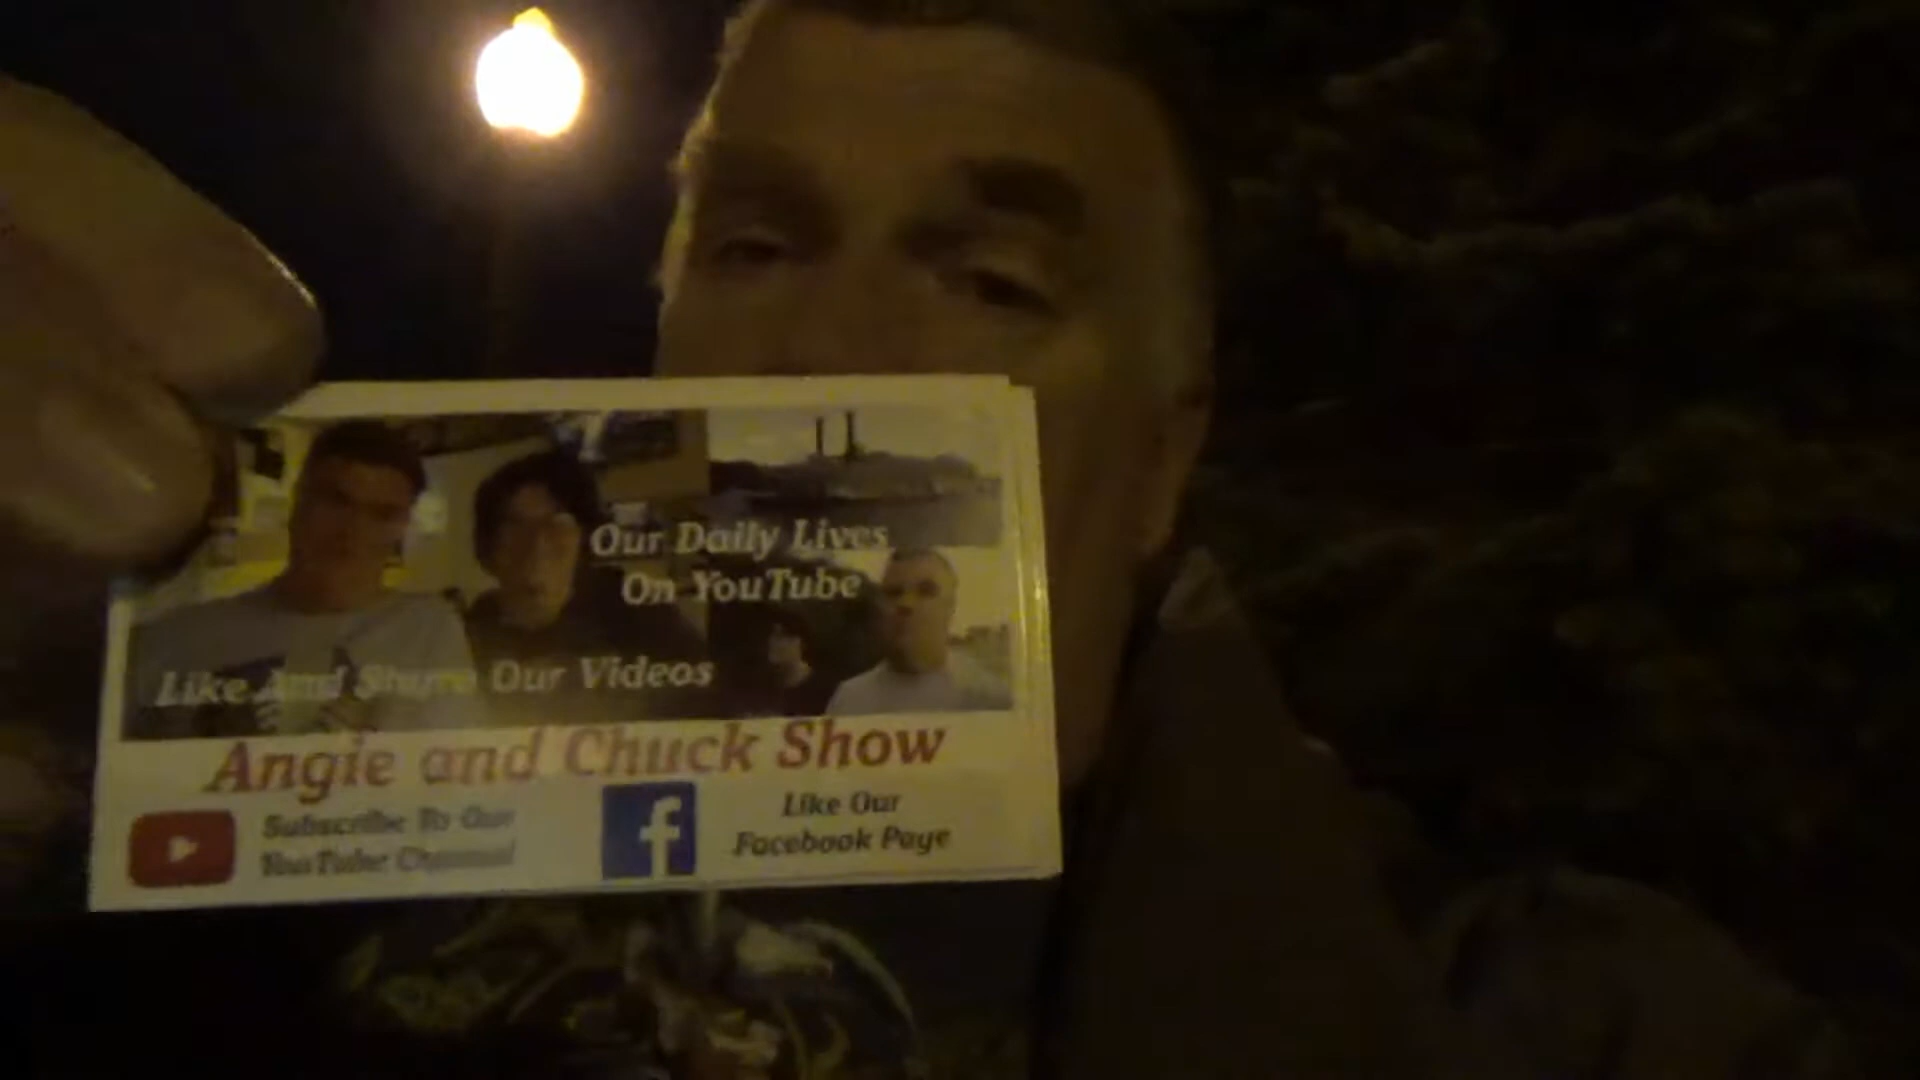 Our Daily Lives
On YouTube
Like And Share Our Videos
Angie and Chuck Show
Subscribe To Our
YouTube Channel
Like Our
Facebook Page